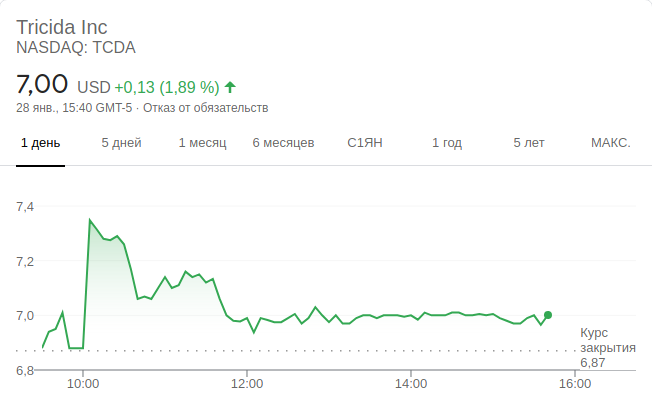 Tricida Inc
NASDAQ: TCDA
7,00 USD +0,13 (1,89 %)
28 янв., 15:40 GMT-5 · Отказ от обязательств
1 день 5 дней 1 месяц 6 месяцев С1ЯН 1 год 5 лет МАКС.
7,4
7,2
7,0
6,8
Курс
закрытия
6,87
10:00 12:00 14:00 16:00